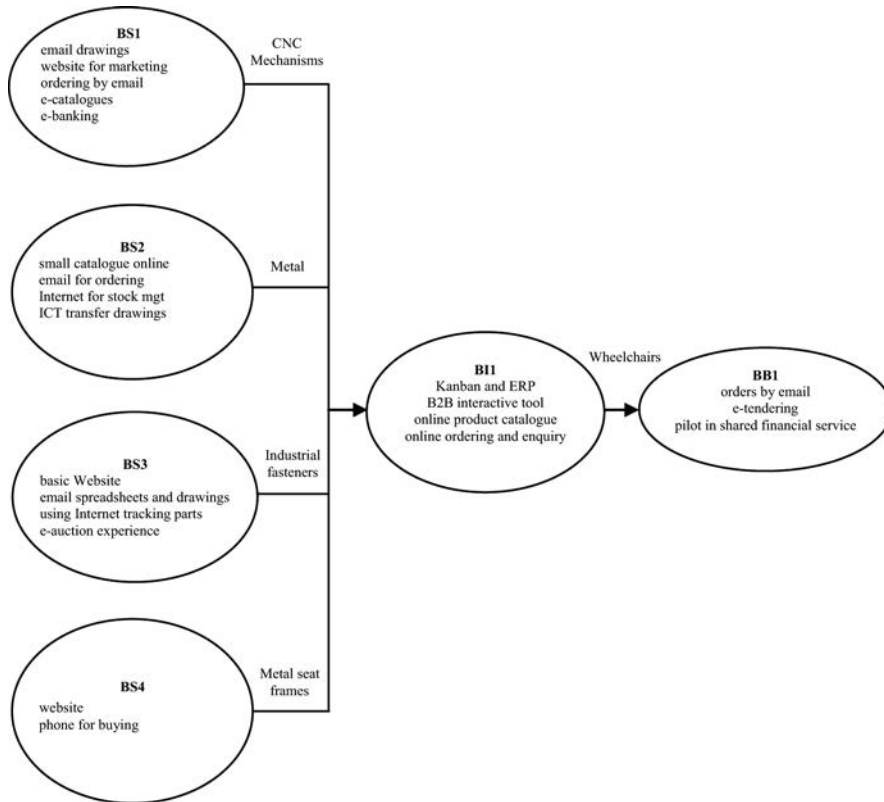 BS1
email drawings
website for marketing
ordering by email
e-catalogues
e-banking
CNC
Mechanisms
BS2
small catalogue online
email for ordering
Internet for stock mgt
ICT transfer drawings
Metal
BS3
basic Website
email spreadsheets and drawings
using Internet tracking parts
e-auction experience
Industrial
fasteners
BS4
website
phone for buying
Metal seat
frames
BI1
Kanban and ERP
B2B interactive tool
online product catalogue
online ordering and enquiry
Wheelchairs
BB1
orders by email
e-tendering
pilot in shared financial service